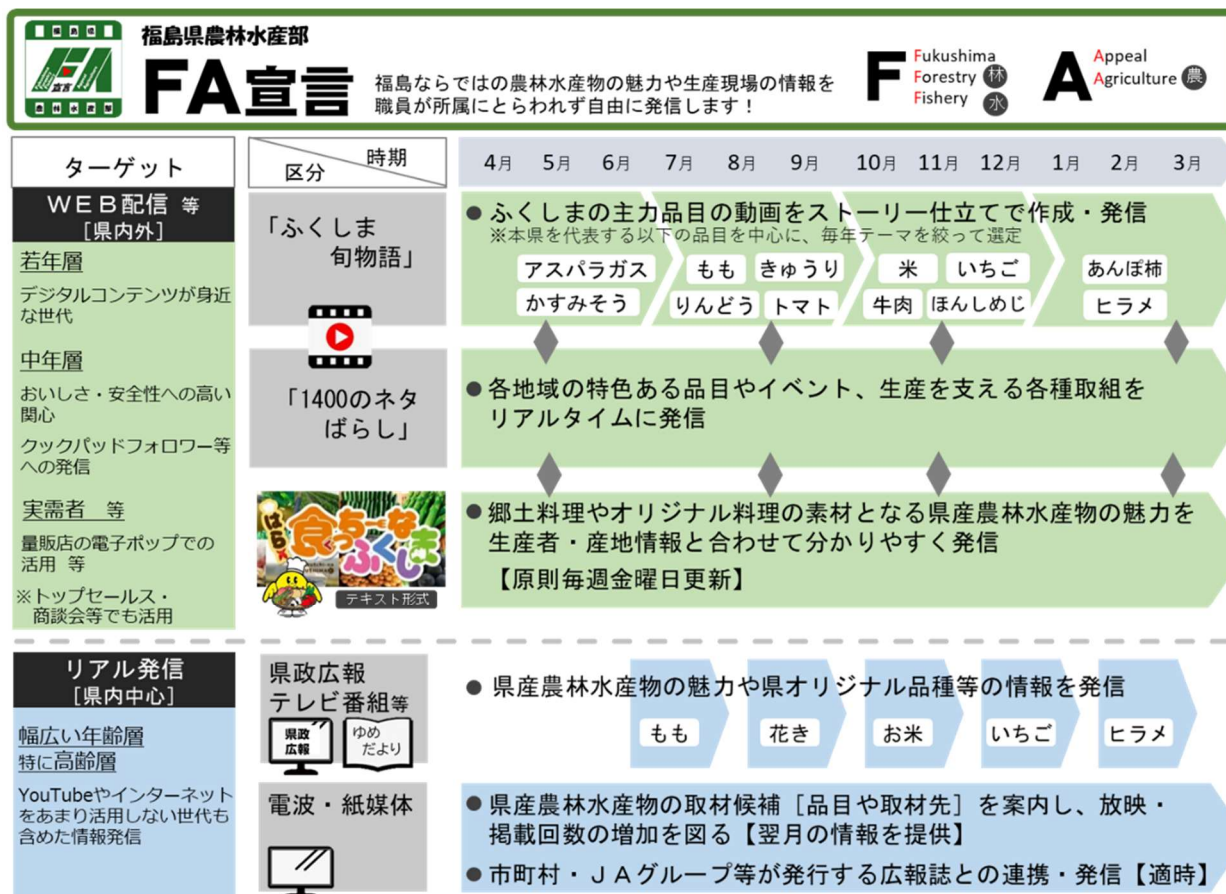 福島県
FA
宣言
農林水産部
福島県農林水産部
FA宣言
福島ならではの農林水産物の魅力や生産現場の情報を
職員が所属にとらわれず自由に発信します！
F
Fukushima
Forestry 林
Fishery 水
A
Appeal
Agriculture 農
ターゲット
時期
区分
4月 5月 6月 7月 8月 9月 10月 11月 12月 1月 2月 3月
ＷＥＢ配信 等
［県内外］
若年層
デジタルコンテンツが身近
な世代
中年層
おいしさ・安全性への高い
関心
クックパッドフォロワー等
への発信
実需者 等
量販店の電子ポップでの
活用 等
※トップセールス・
商談会等でも活用
「ふくしま
旬物語」
● ふくしまの主力品目の動画をストーリー仕立てで作成・発信
※本県を代表する以下の品目を中心に、毎年テーマを絞って選定
アスパラガス もも きゅうり 米 いちご あんぽ柿
かすみそう りんどう トマト 牛肉 ほんしめじ ヒラメ
「1400のネタ
ばらし」
● 各地域の特色ある品目やイベント、生産を支える各種取組を
リアルタイムに発信
はら食っちーな
ふくしま
テキスト形式
● 郷土料理やオリジナル料理の素材となる県産農林水産物の魅力を
生産者・産地情報と合わせて分かりやすく発信
【原則毎週金曜日更新】
リアル発信
［県内中心］
幅広い年齢層
特に高齢層
YouTubeやインターネット
をあまり活用しない世代も
含めた情報発信
県政広報
テレビ番組等
県政
広報
ゆめ
だより
● 県産農林水産物の魅力や県オリジナル品種等の情報を発信
もも 花き お米 いちご ヒラメ
電波・紙媒体
● 県産農林水産物の取材候補［品目や取材先］を案内し、放映・
掲載回数の増加を図る【翌月の情報を提供】
● 市町村・ＪＡグループ等が発行する広報誌との連携・発信【適時】